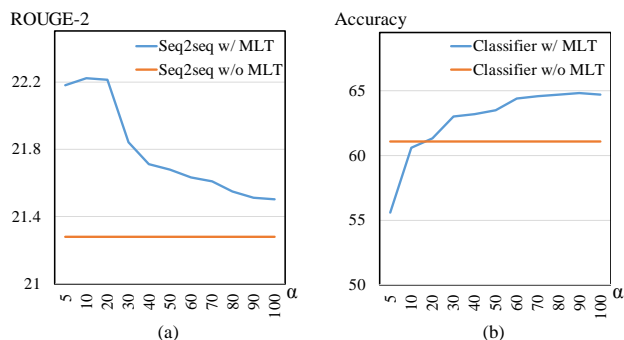 ROUGE-2
Seq2seq w/ MLT
Seq2seq w/o MLT
22.2
21.8
21.4
21
5 10 20 30 40 50 60 70 80 90 100 α
(a)
Accuracy
Classifier w/ MLT
Classifier w/o MLT
65
60
55
50
5 10 20 30 40 50 60 70 80 90 100 α
(b)